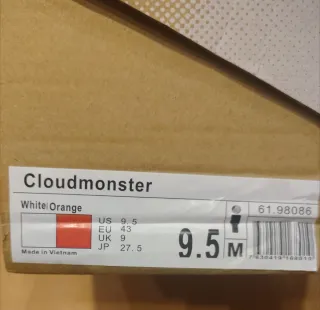 Cloudmonster
White/Orange
US 9.5
EU 43
UK 9
JP 27.5
Made in Vietnam
9.5
M
61.98086